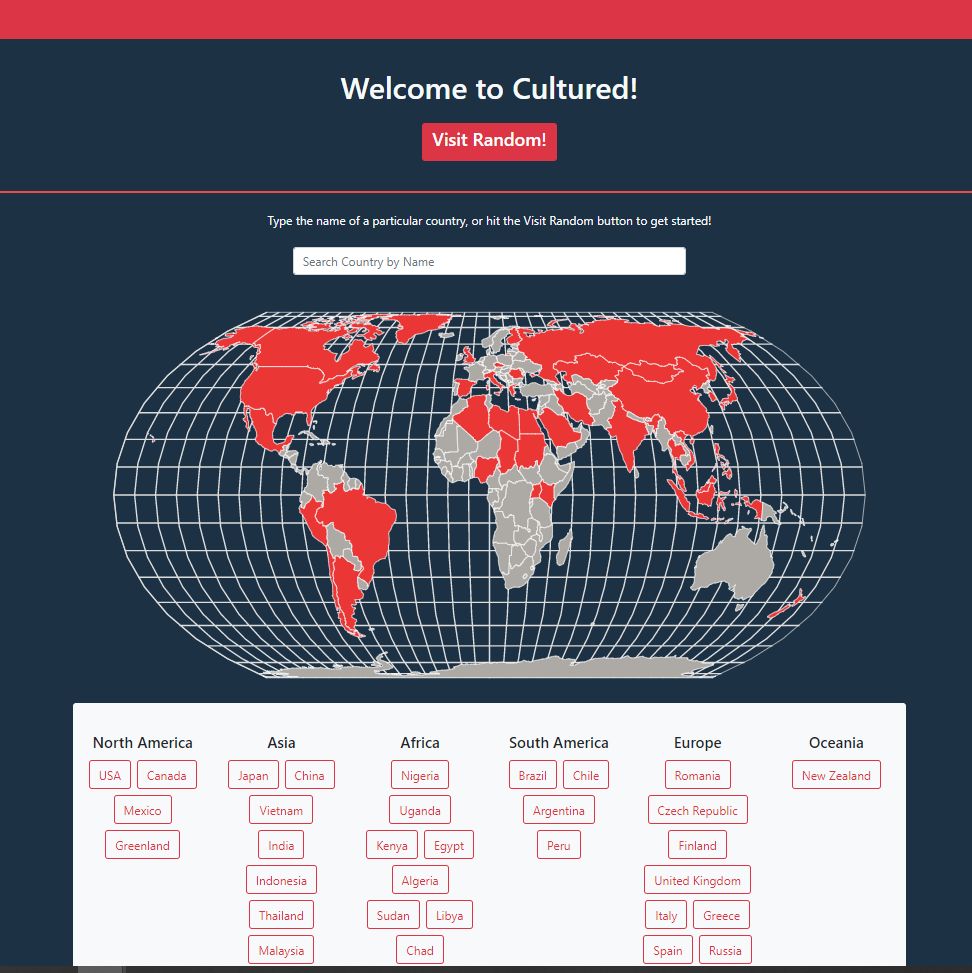 Welcome to Cultured!
Visit Random!
Type the name of a particular country, or hit the Visit Random button to get started!
Search Country by Name
North America
USA Canada
Mexico
Greenland
Asia
Japan China
Vietnam
India
Indonesia
Thailand
Malaysia
Africa
Nigeria
Uganda
Kenya Egypt
Algeria
Sudan Libya
Chad
South America
Brazil Chile
Argentina
Peru
Europe
Romania
Czech Republic
Finland
United Kingdom
Italy Greece
Spain Russia
Oceania
New Zealand